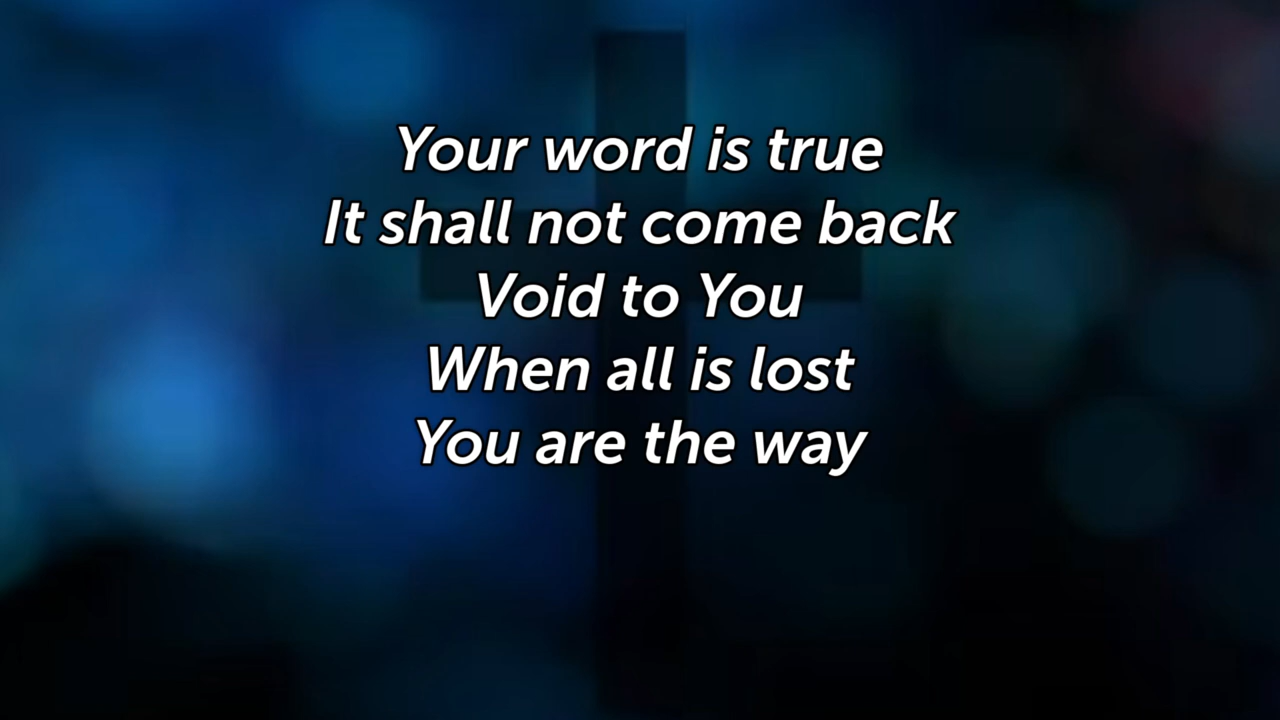 Your word is true
It shall not come back
Void to You
When all is lost
You are the way